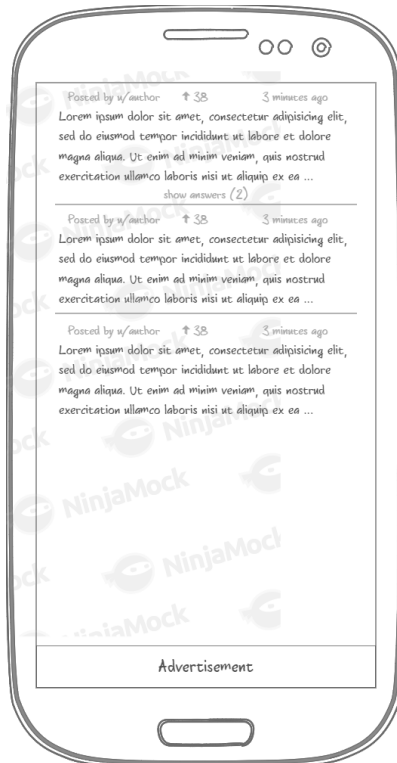 Posted by u/author ↑ 38 3 minutes ago
Lorem ipsum dolor sit amet, consectetur adipisicing elit,
sed do eiusmod tempor incididunt ut labore et dolore
magna aliqua. Ut enim ad minim veniam, quis nostrud
exercitation ullamco laboris nisi ut aliquip ex ea ...
show answers (2)
Posted by u/author ↑ 38 3 minutes ago
Lorem ipsum dolor sit amet, consectetur adipisicing elit,
sed do eiusmod tempor incididunt ut labore et dolore
magna aliqua. Ut enim ad minim veniam, quis nostrud
exercitation ullamco laboris nisi ut aliquip ex ea ...
Posted by u/author ↑ 38 3 minutes ago
Lorem ipsum dolor sit amet, consectetur adipisicing elit,
sed do eiusmod tempor incididunt ut labore et dolore
magna aliqua. Ut enim ad minim veniam, quis nostrud
exercitation ullamco laboris nisi ut aliquip ex ea ...
NinjaMock
NinjaMock
Advertisement